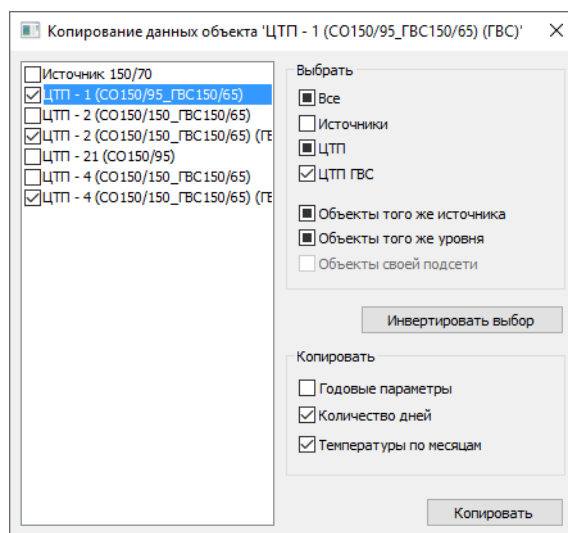 Копирование данных объекта 'ЦТП - 1 (СО150/95_ГВС150/65) (ГВС)'
Источник 150/70
ЦТП - 1 (СО150/95_ГВС150/65)
ЦТП - 2 (СО150/150_ГВС150/65)
ЦТП - 2 (СО150/150_ГВС150/65) (ГЕ
ЦТП - 21 (СО150/95)
ЦТП - 4 (СО150/150_ГВС150/65)
ЦТП - 4 (СО150/150_ГВС150/65) (ГЕ
Выбрать
Все
Источники
ЦТП
ЦТП ГВС
Объекты того же источника
Объекты того же уровня
Объекты своей подсети
Инвертировать выбор
Копировать
Годовые параметры
Количество дней
Температуры по месяцам
Копировать